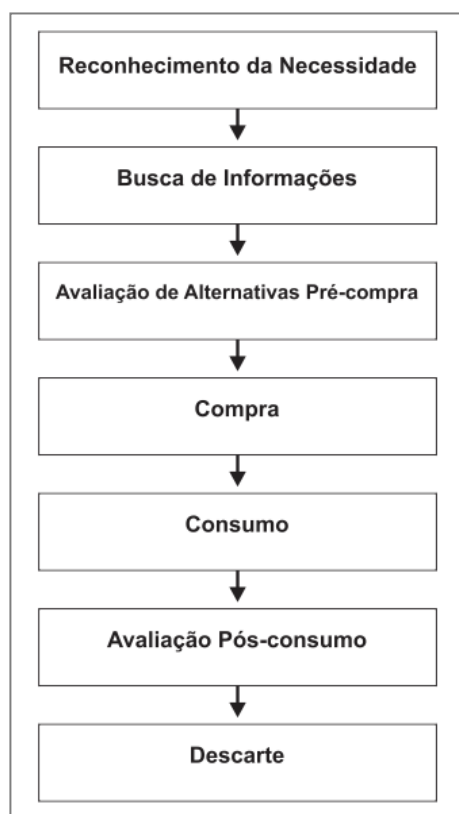 Reconhecimento da Necessidade
Busca de Informações
Avaliação de Alternativas Pré-compra
Compra
Consumo
Avaliação Pós-consumo
Descarte